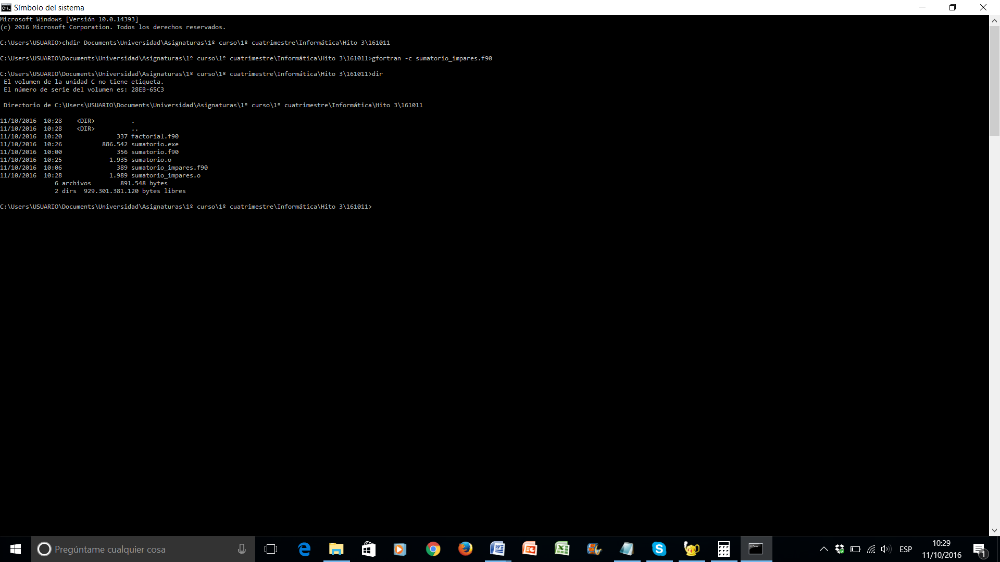 Símbolo del sistema
Microsoft Windows [Versión 10.0.14393]
(c) 2016 Microsoft Corporation. Todos los derechos reservados.
C:\Users\USUARIO>chdir Documents\Universidad\Asignaturas\1º curso\1º cuatrimestre\Informática\Hito 3\161011
C:\Users\USUARIO\Documents\Universidad\Asignaturas\1º curso\1º cuatrimestre\Informática\Hito 3\161011>gfortran -c sumatorio_impares.f90
C:\Users\USUARIO\Documents\Universidad\Asignaturas\1º curso\1º cuatrimestre\Informática\Hito 3\161011>dir
El volumen de la unidad C no tiene etiqueta.
El número de serie del volumen es: 28EB-65C3
Directorio de C:\Users\USUARIO\Documents\Universidad\Asignaturas\1º curso\1º cuatrimestre\Informática\Hito 3\161011
11/10/2016  10:28    <DIR>          .
11/10/2016  10:28    <DIR>          ..
11/10/2016  10:20               337 factorial.f90
11/10/2016  10:26           886.542 sumatorio.exe
11/10/2016  10:00               356 sumatorio.f90
11/10/2016  10:25             1.935 sumatorio.o
11/10/2016  10:06               389 sumatorio_impares.f90
11/10/2016  10:28             1.989 sumatorio_impares.o
6 archivos        891.548 bytes
2 dirs  929.301.381.120 bytes libres
C:\Users\USUARIO\Documents\Universidad\Asignaturas\1º curso\1º cuatrimestre\Informática\Hito 3\161011>
Pregúntame cualquier cosa
ESP
10:29
11/10/2016
1